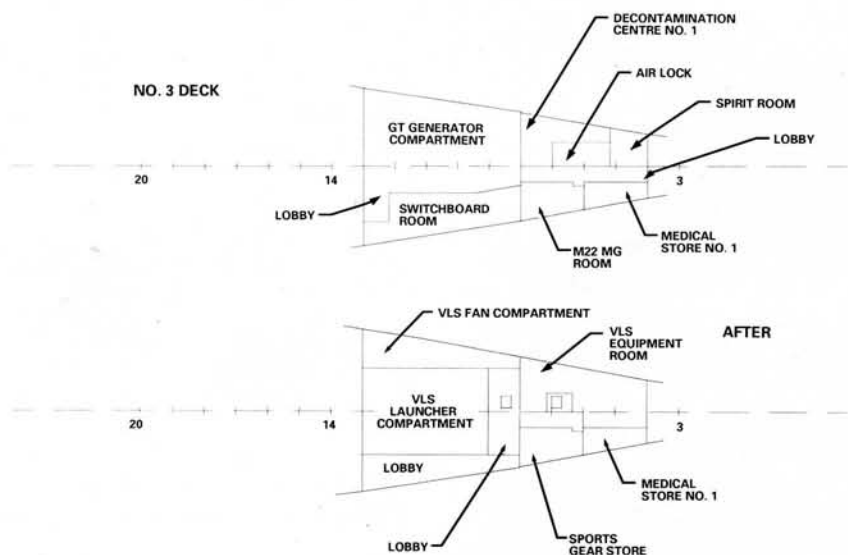 DECONTAMINATION
CENTRE NO. 1
AIR LOCK
NO. 3 DECK
SPIRIT ROOM
GT GENERATOR
COMPARTMENT
LOBBY
20
14
3
LOBBY
SWITCHBOARD
ROOM
MEDICAL
STORE NO. 1
M22 MG
ROOM
VLS FAN COMPARTMENT
VLS
EQUIPMENT
ROOM
AFTER
VLS
LAUNCHER
COMPARTMENT
20
14
3
LOBBY
MEDICAL
STORE NO. 1
LOBBY
SPORTS
GEAR STORE